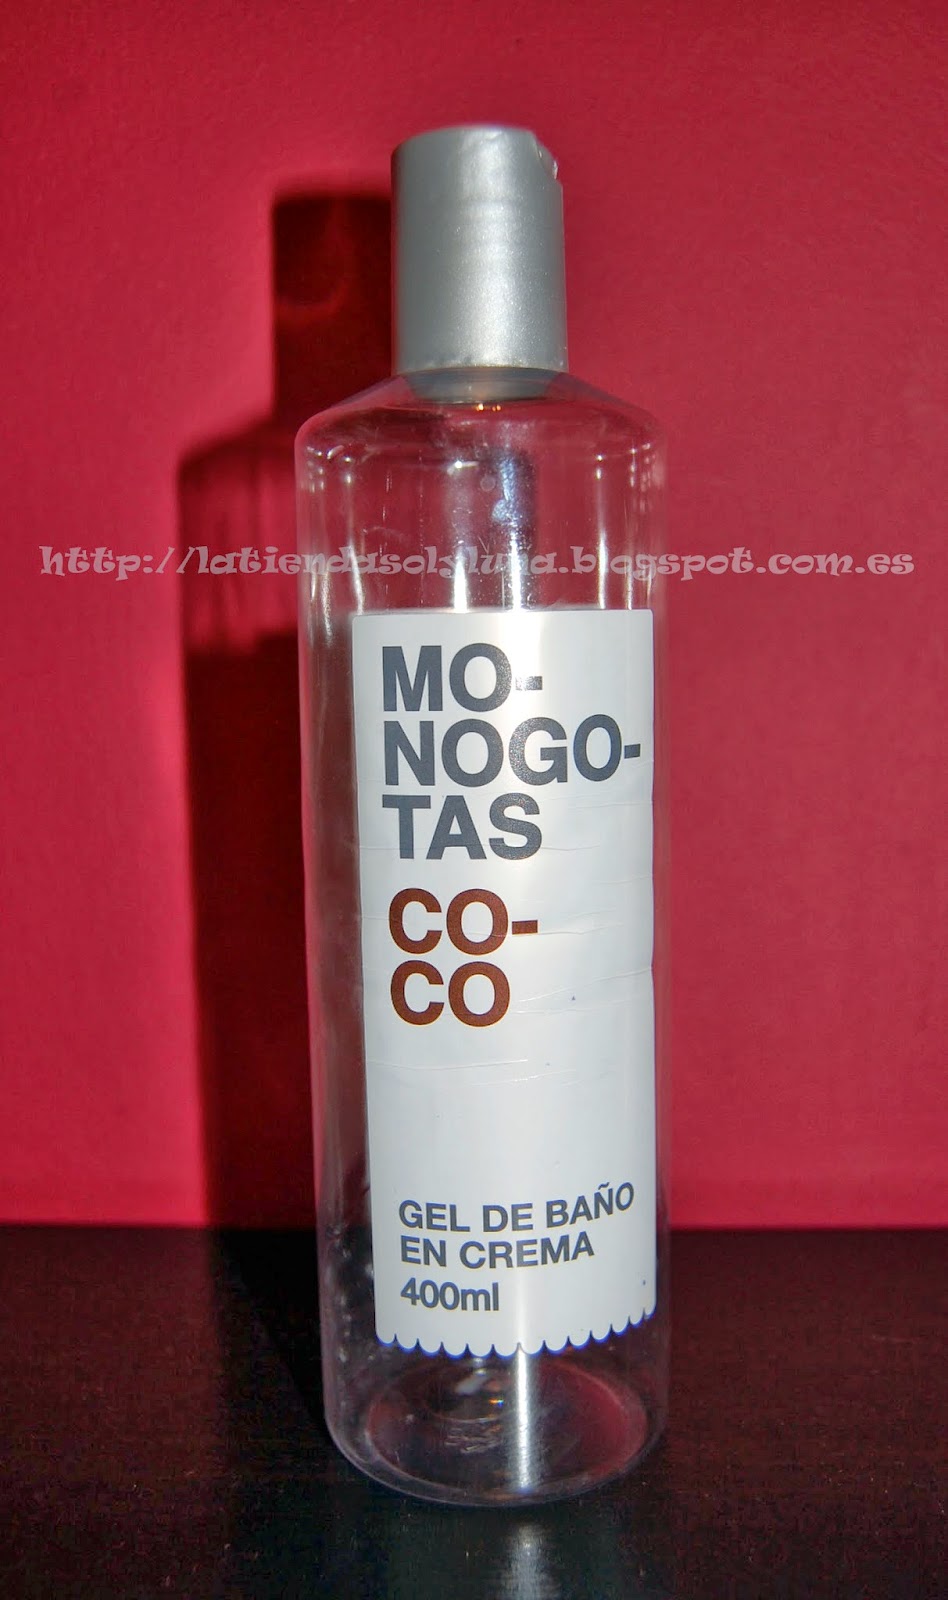 http://latiendasolyluna.blogspot.com.es
MO-
NOGO-
TAS
CO-
CO
GEL DE BAÑO
EN CREMA
400ml